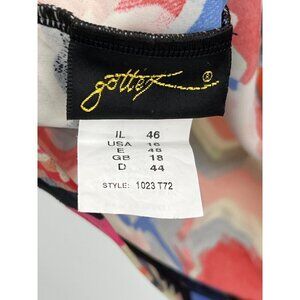 gottex ®
IL 46
USA 16
E 48
GB 18
D 44
STYLE: 1023 T72